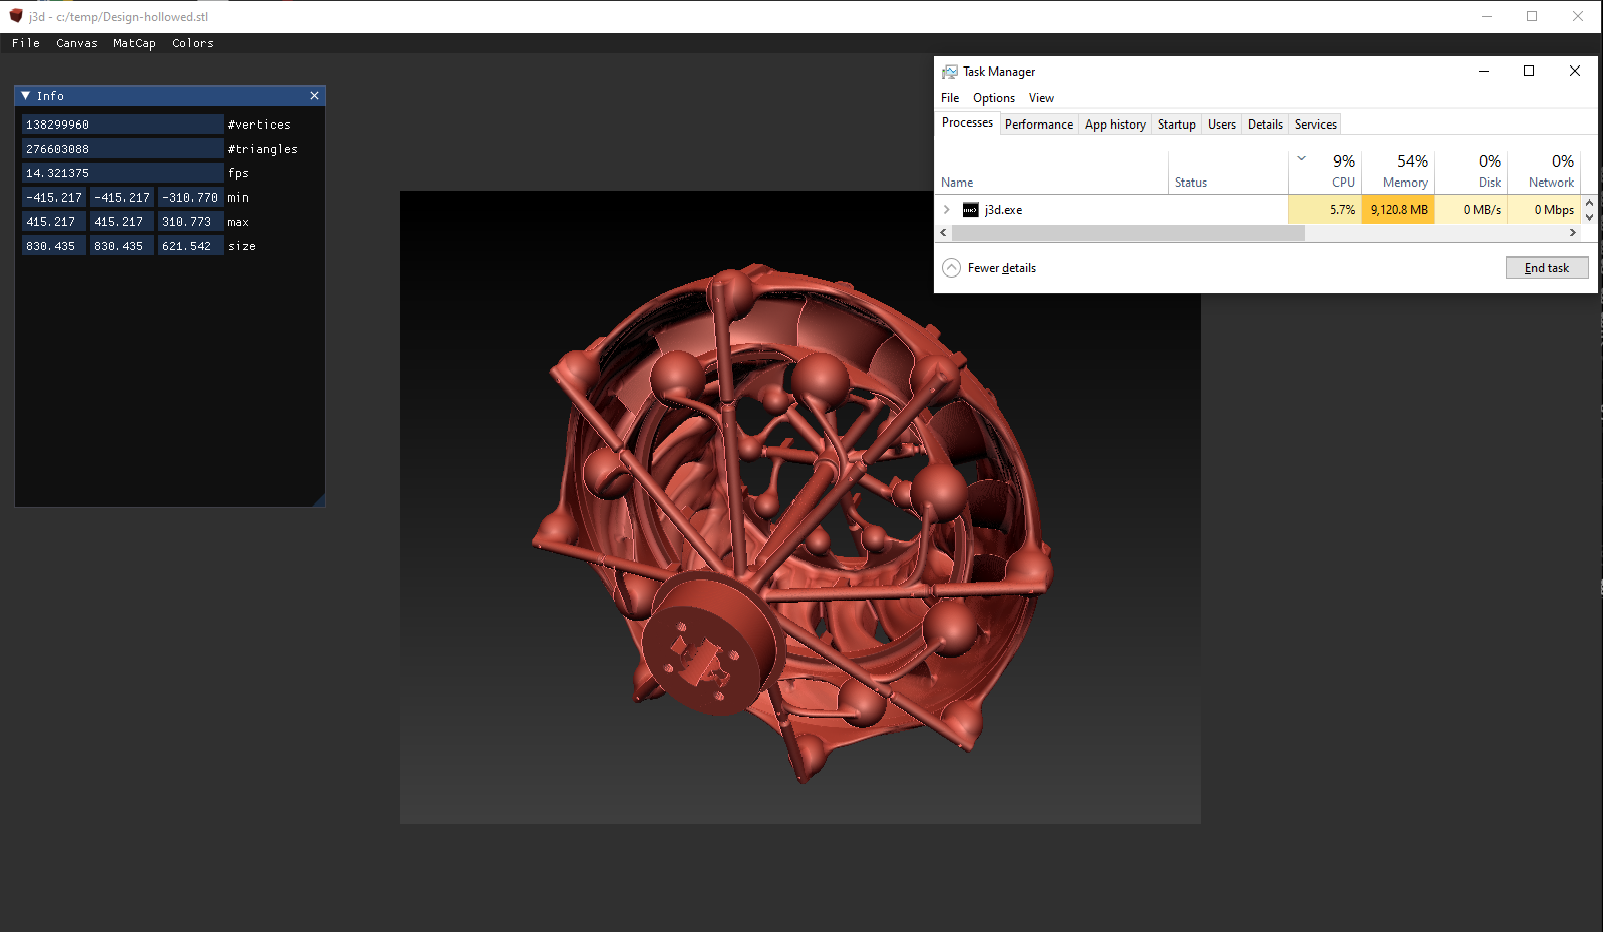 j3d - c:/temp/Design-hollowed.stl
File Canvas MatCap Colors
Info
138299960 #vertices
276603088 #triangles
14.321375 fps
-415.217 -415.217 -310.770 min
415.217 415.217 310.773 max
830.435 830.435 621.542 size
Task Manager
File Options View
Processes Performance App history Startup Users Details Services
9% 54% 0% 0%
Name Status CPU Memory Disk Network
j3d.exe 5.7% 9,120.8 MB 0 MB/s 0 Mbps
Fewer details End task